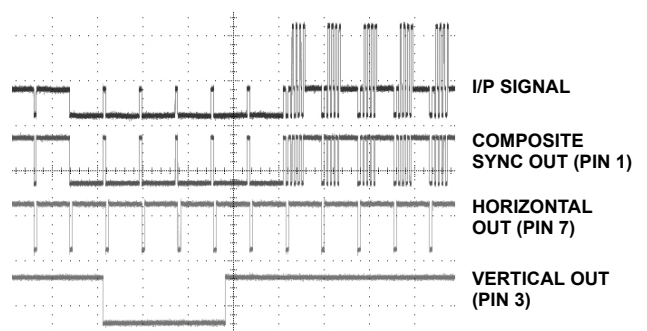 I/P SIGNAL
COMPOSITE
SYNC OUT (PIN 1)
HORIZONTAL
OUT (PIN 7)
VERTICAL OUT
(PIN 3)